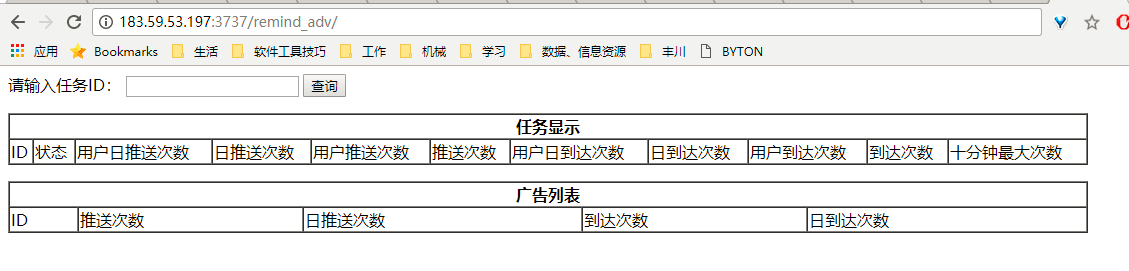 183.59.53.197:3737/remind_adv/
应用 Bookmarks 生活 软件工具技巧 工作 机械 学习 数据、信息资源 丰川 BYTON
请输入任务ID： 查询
任务显示
ID 状态 用户日推送次数 日推送次数 用户推送次数 推送次数 用户日到达次数 日到达次数 用户到达次数 到达次数 十分钟最大次数
广告列表
ID 推送次数 日推送次数 到达次数 日到达次数